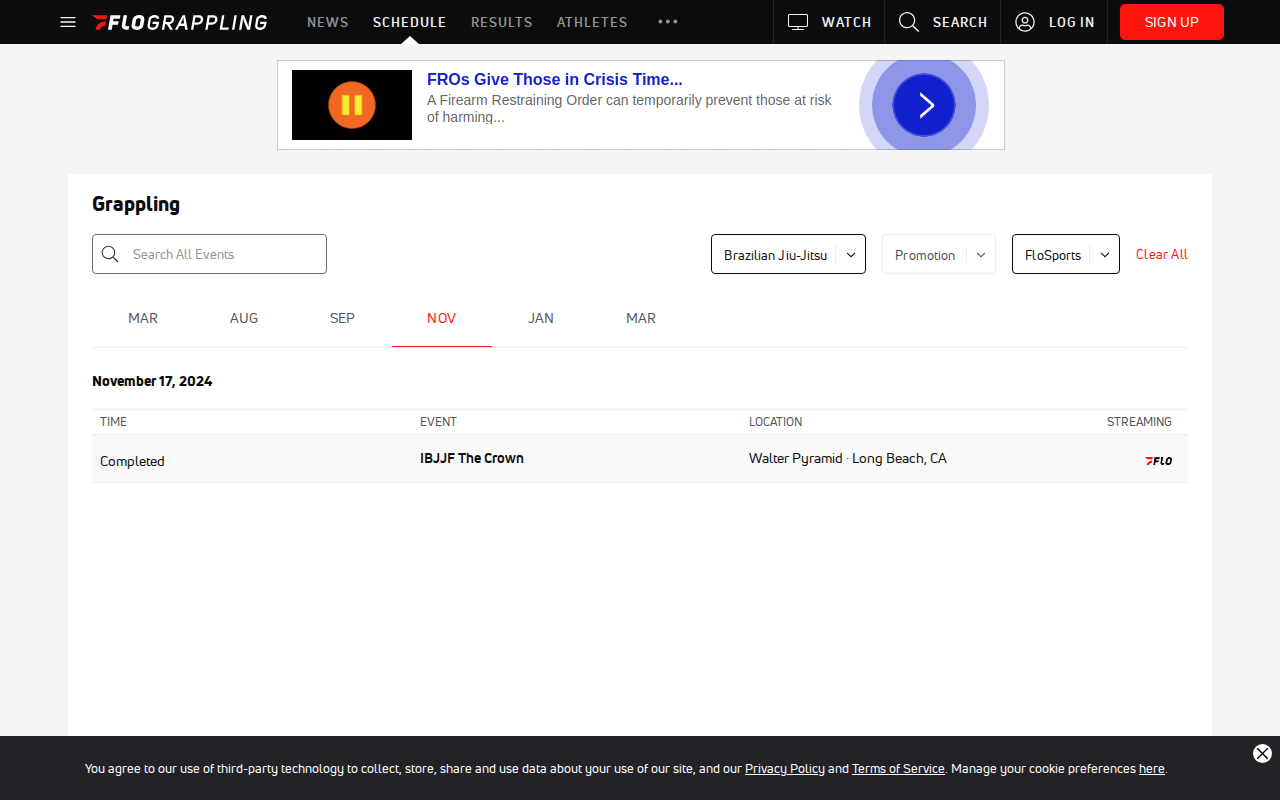 FLOGRAPPLING NEWS SCHEDULE RESULTS ATHLETES WATCH SEARCH LOG IN SIGN UP
FROs Give Those in Crisis Time...
A Firearm Restraining Order can temporarily prevent those at risk
of harming...
Grappling
Search All Events Brazilian Jiu-Jitsu Promotion FloSports Clear All
MAR AUG SEP NOV JAN MAR
November 17, 2024
TIME EVENT LOCATION STREAMING
Completed IBJJF The Crown Walter Pyramid · Long Beach, CA FLO
You agree to our use of third-party technology to collect, store, share and use data about your use of our site, and our Privacy Policy and Terms of Service. Manage your cookie preferences here.